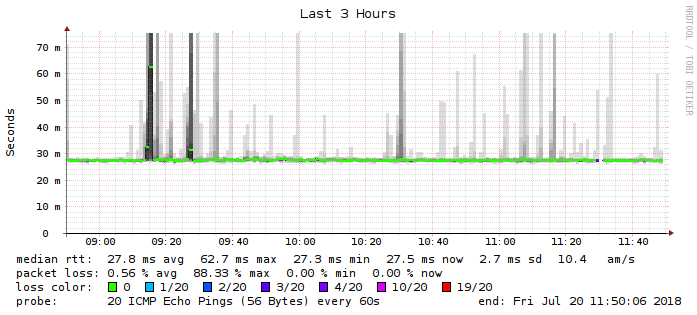 Last 3 Hours
RRDTOOL / TOBI OETIKER
Seconds
70 m
60 m
50 m
40 m
30 m
20 m
10 m
0
09:00 09:20 09:40 10:00 10:20 10:40 11:00 11:20 11:40
median rtt: 27.8 ms avg 62.7 ms max 27.3 ms min 27.5 ms now 2.7 ms sd 10.4 am/s
packet loss: 0.56 % avg 88.33 % max 0.00 % min 0.00 % now
loss color: 0 1/20 2/20 3/20 4/20 10/20 19/20
probe: 20 ICMP Echo Pings (56 Bytes) every 60s end: Fri Jul 20 11:50:06 2018